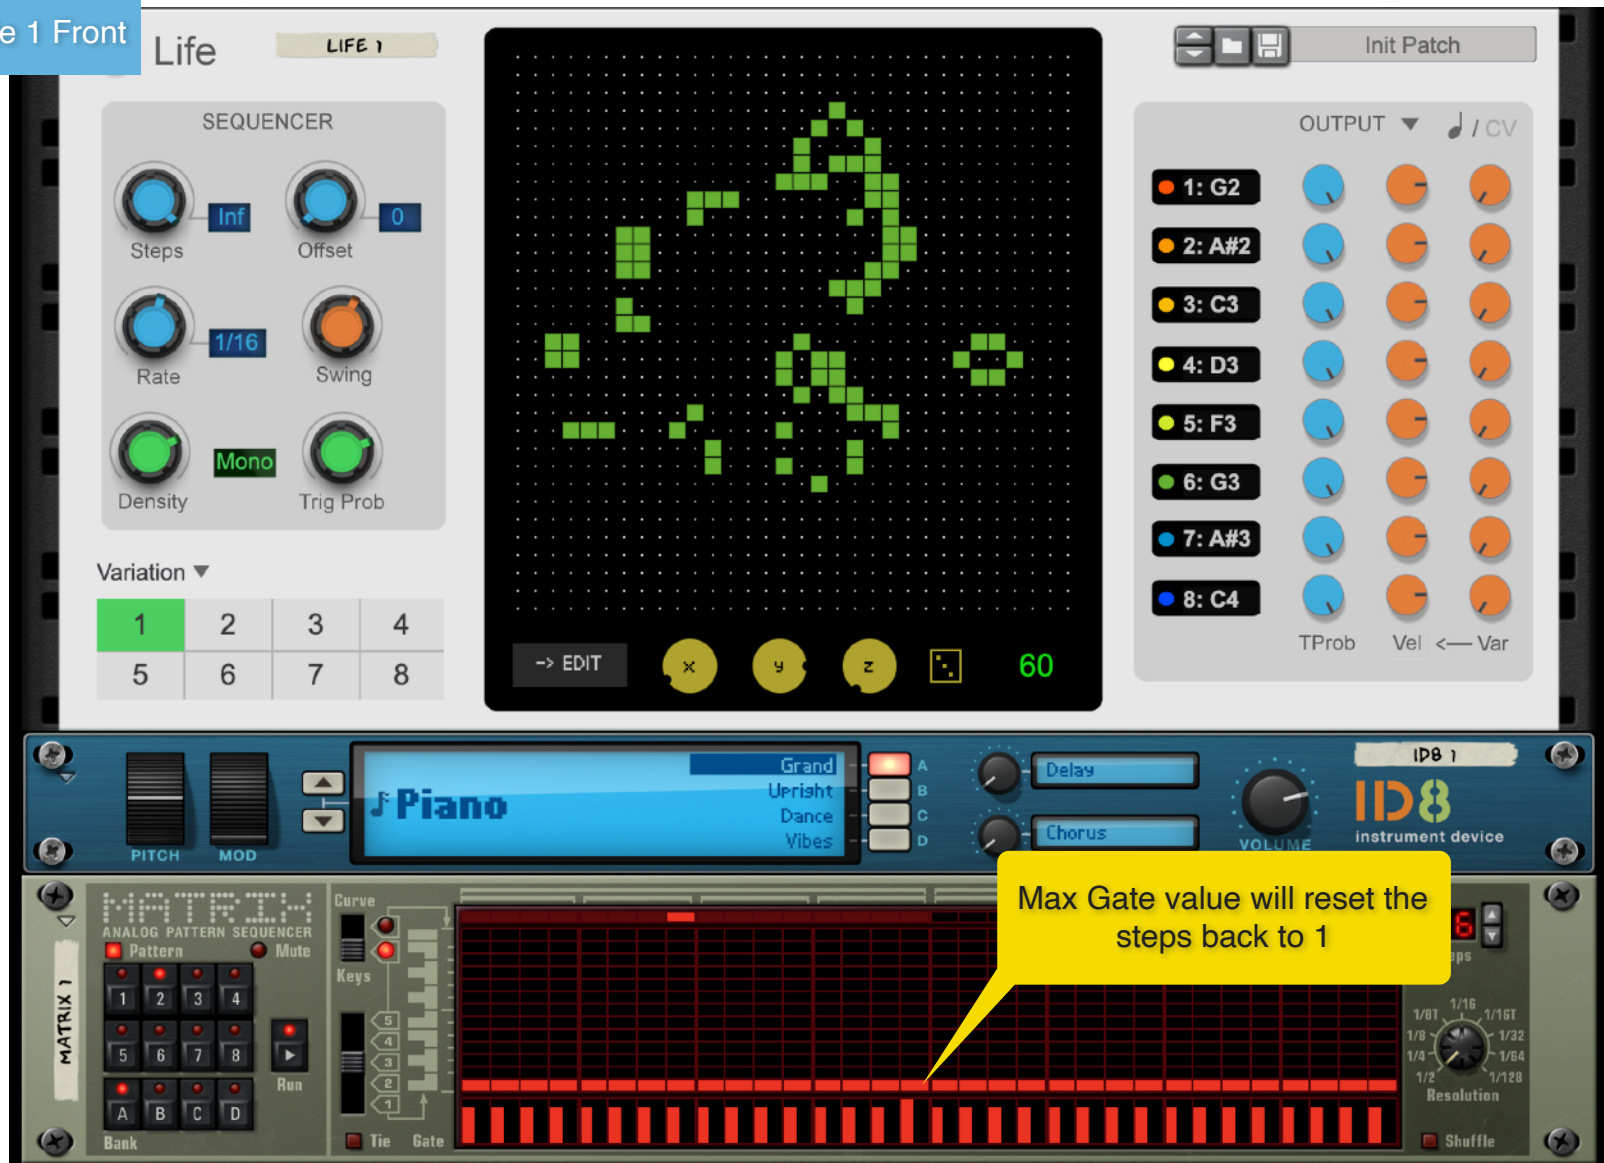 e 1 Front
Life
LIFE 1
Init Patch
SEQUENCER
Steps
Inf
Offset
0
Rate
1/16
Swing
Density
Mono
Trig Prob
Variation
1 2 3 4
5 6 7 8
-> EDIT
x
y
z
60
OUTPUT
/ CV
1: G2
2: A#2
3: C3
4: D3
5: F3
6: G3
7: A#3
8: C4
TProb
Vel
<— Var
PITCH
MOD
Piano
Grand
Upright
Dance
Vibes
A
B
C
D
Delay
Chorus
VOLUME
ID8 1
ID8
instrument device
MATRIX
ANALOG PATTERN SEQUENCER
Pattern
Mute
MATRIX 1
1 2 3 4
5 6 7 8
A B C D
Bank
Run
Curve
Keys
5
4
3
2
1
Tie
Gate
Max Gate value will reset the
steps back to 1
6
eps
1/16
1/8T
1/16T
1/8
1/32
1/4
1/64
1/2
1/128
Resolution
Shuffle